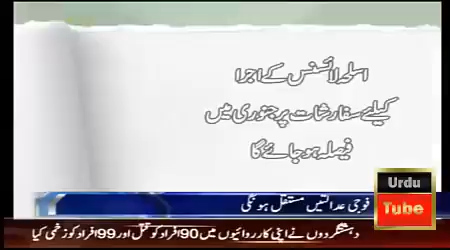 اسلحہ لائسنس کے اجرا
کیلئے سفارشات پر جنوری میں
فیصلہ ہو جائے گا
فوجی عدالتیں مستقل ہونگی
Urdu
Tube
دہشتگردوں نے اپنی کارروائیوں میں 90 افراد کو قتل اور 99 افراد کو زخمی کیا